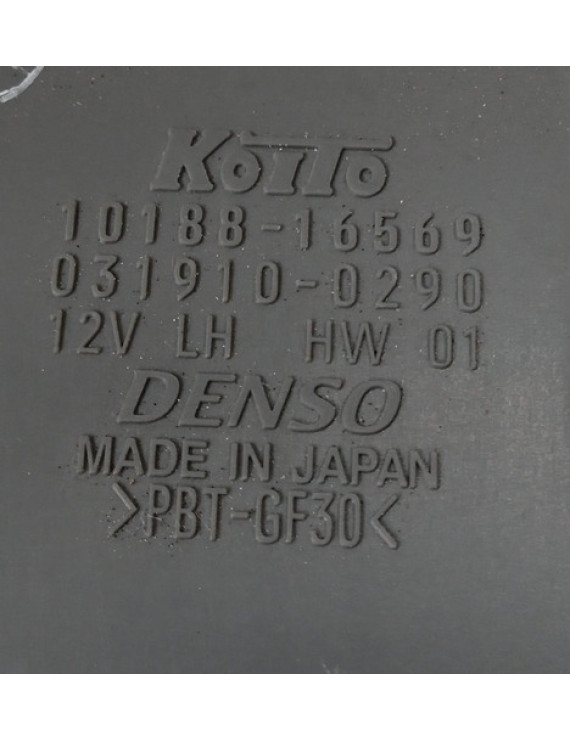 KOITO
10188-16569
031910-0290
12V LH HW 01
DENSO
MADE IN JAPAN
>PBT-GF30<